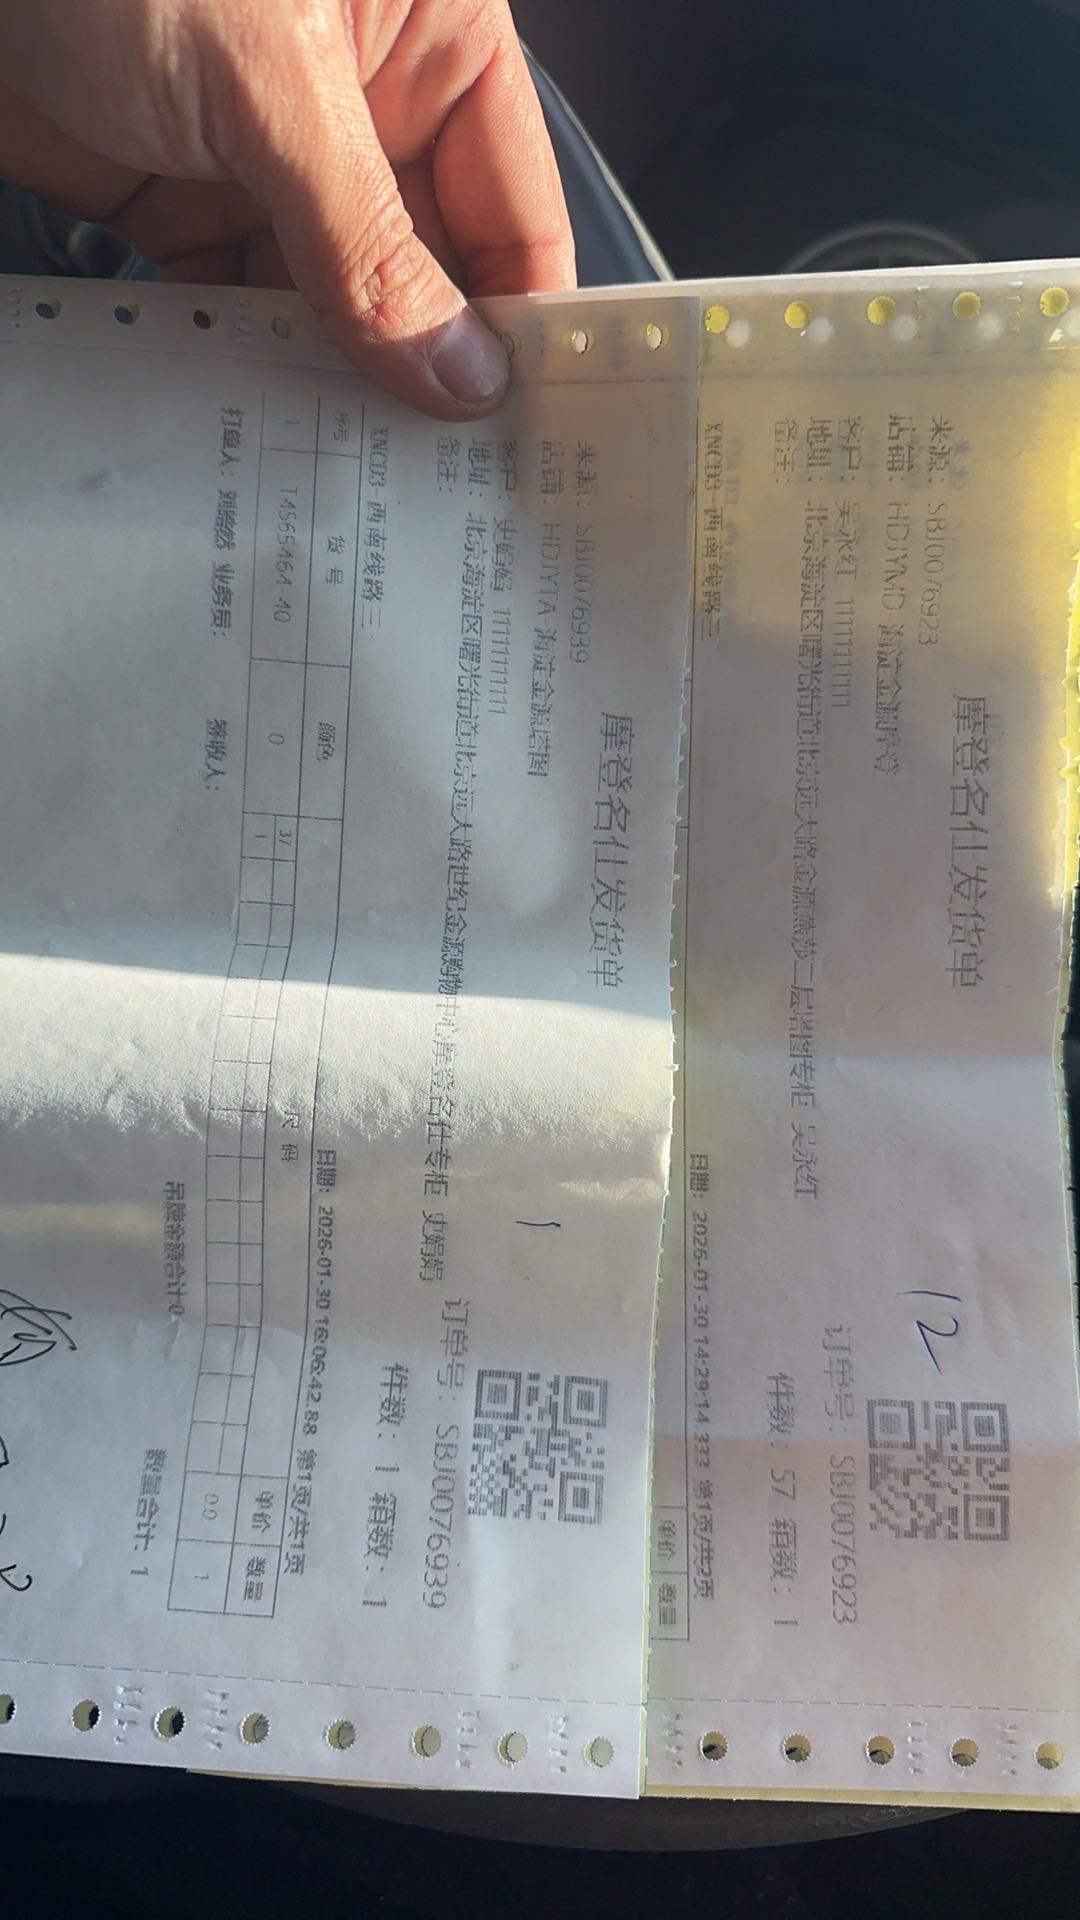 摩登名仕发货单
12
来源：SBJ0076923
店铺：HDJYMD 海淀金源
订单号：SBJ0076923
客户：吴永红 11111111111
地址：北京海淀区曙光街道北京远大路金源燕莎二层塔图专柜 吴永红
件数：57 箱数：1
备注：
XNCD3-西南线路三
日期：2026-01-30 14:29:14.333 第1页/共2页
单价 数量
摩登名仕发货单
1
来源：SBJ0076939
店铺：HDJYTA 海淀金源塔图
订单号：SBJ0076939
客户：史娟娟 11111111111
地址：北京海淀区曙光街道北京远大路世纪金源购物中心摩登名仕专柜 史娟娟
件数：1 箱数：1
备注：
XNCD3-西南线路三
日期：2026-01-30 16:06:42.88 第1页/共1页
序号 货号 颜色 尺码 单价 数量
37
1 T4565464-40 0 1 0.0 1
吊牌金额合计:0
数量合计：1
打单人：刘皓然 业务员： 签收人：